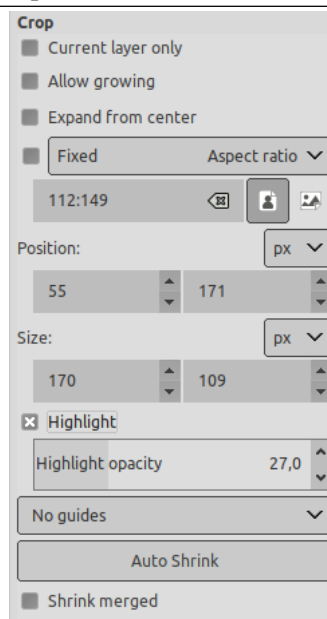 Crop
Current layer only
Allow growing
Expand from center
Fixed Aspect ratio
112:149
Position: px
55 171
Size: px
170 109
Highlight
Highlight opacity 27,0
No guides
Auto Shrink
Shrink merged